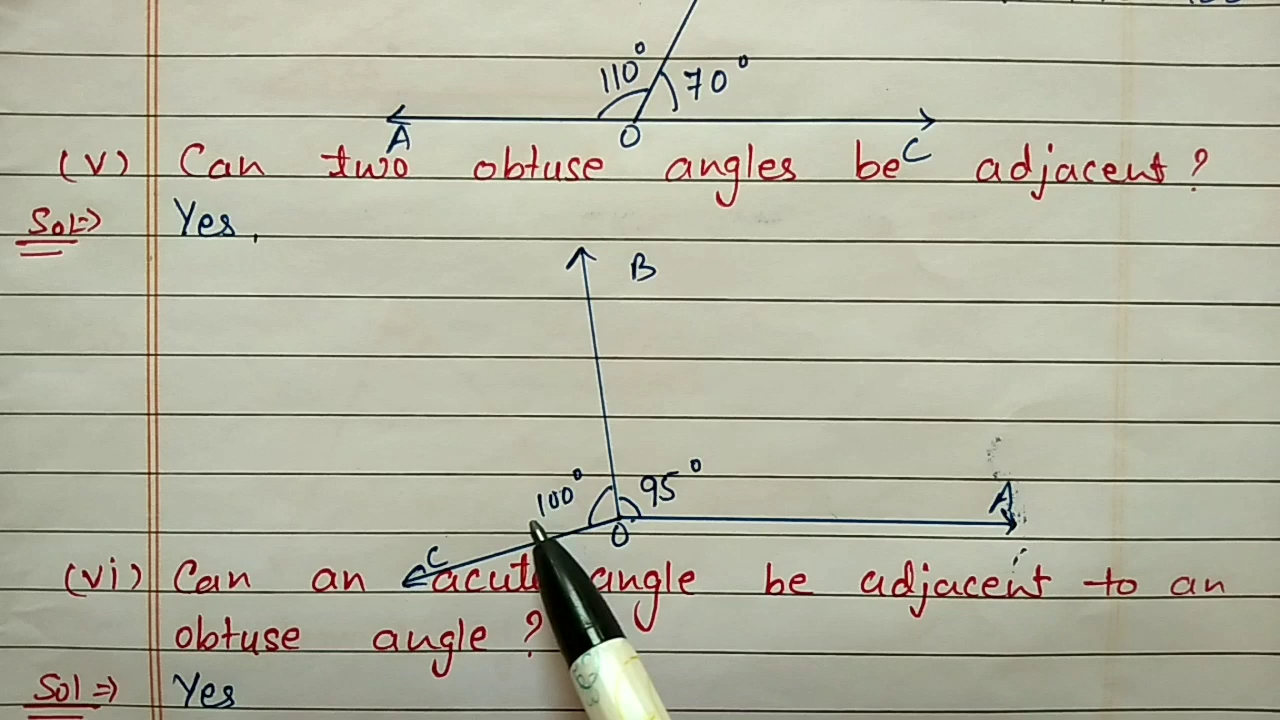 110° 70°
A O C
(v) Can two obtuse angles be adjacent?
Sol⇒ Yes,
B
100° 95°
A
O
C
(vi) Can an acute angle be adjacent to an
obtuse angle ?
Sol⇒ Yes